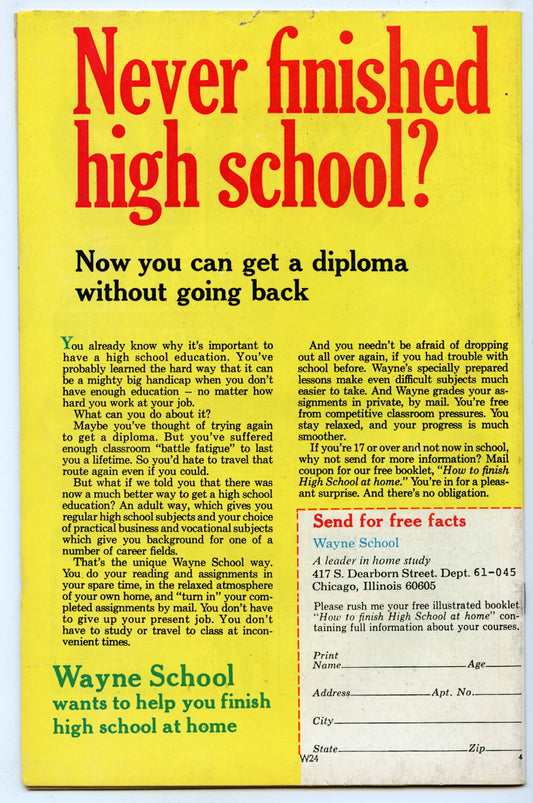 Never finished
high school?
Now you can get a diploma
without going back
You already know why it's important to
have a high school education. You've
probably learned the hard way that it can
be a mighty big handicap when you don't
have enough education – no matter how
hard you work at your job.
What can you do about it?
Maybe you've thought of trying again
to get a diploma. But you've suffered
enough classroom "battle fatigue" to last
you a lifetime. So you'd hate to travel that
route again even if you could.
But what if we told you that there was
now a much better way to get a high school
education? An adult way, which gives you
regular high school subjects and your choice
of practical business and vocational subjects
which give you background for one of a
number of career fields.
That's the unique Wayne School way.
You do your reading and assignments in
your spare time, in the relaxed atmosphere
of your own home, and "turn in" your com-
pleted assignments by mail. You don't have
to give up your present job. You don't
have to study or travel to class at incon-
venient times.
Wayne School
wants to help you finish
high school at home
And you needn't be afraid of dropping
out all over again, if you had trouble with
school before. Wayne's specially prepared
lessons make even difficult subjects much
easier to take. And Wayne grades your as-
signments in private, by mail. You're free
from competitive classroom pressures. You
stay relaxed, and your progress is much
smoother.
If you're 17 or over and not now in school,
why not send for more information? Mail
coupon for our free booklet, "How to finish
High School at home." You're in for a pleas-
ant surprise. And there's no obligation.
Send for free facts
Wayne School
A leader in home study
417 S. Dearborn Street. Dept. 61-045
Chicago, Illinois 60605
Please rush me your free illustrated booklet
"How to finish High School at home" con-
taining full information about your courses.
Print
Name Age
Address Apt. No.
City
State Zip
W24 4